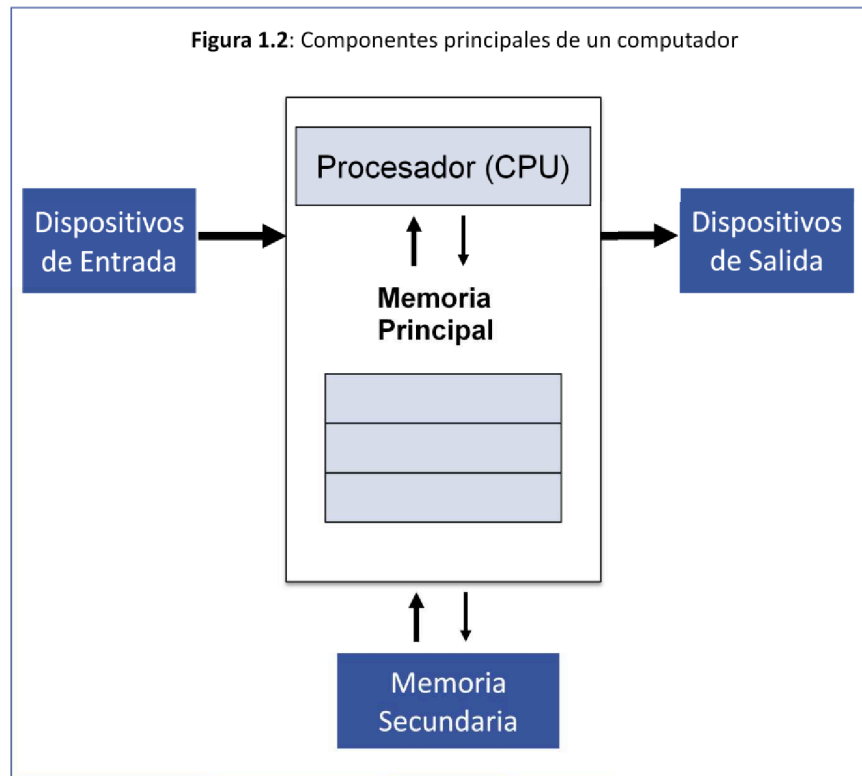 Figura 1.2: Componentes principales de un computador
Procesador (CPU)
Dispositivos
de Entrada
Dispositivos
de Salida
Memoria
Principal
Memoria
Secundaria